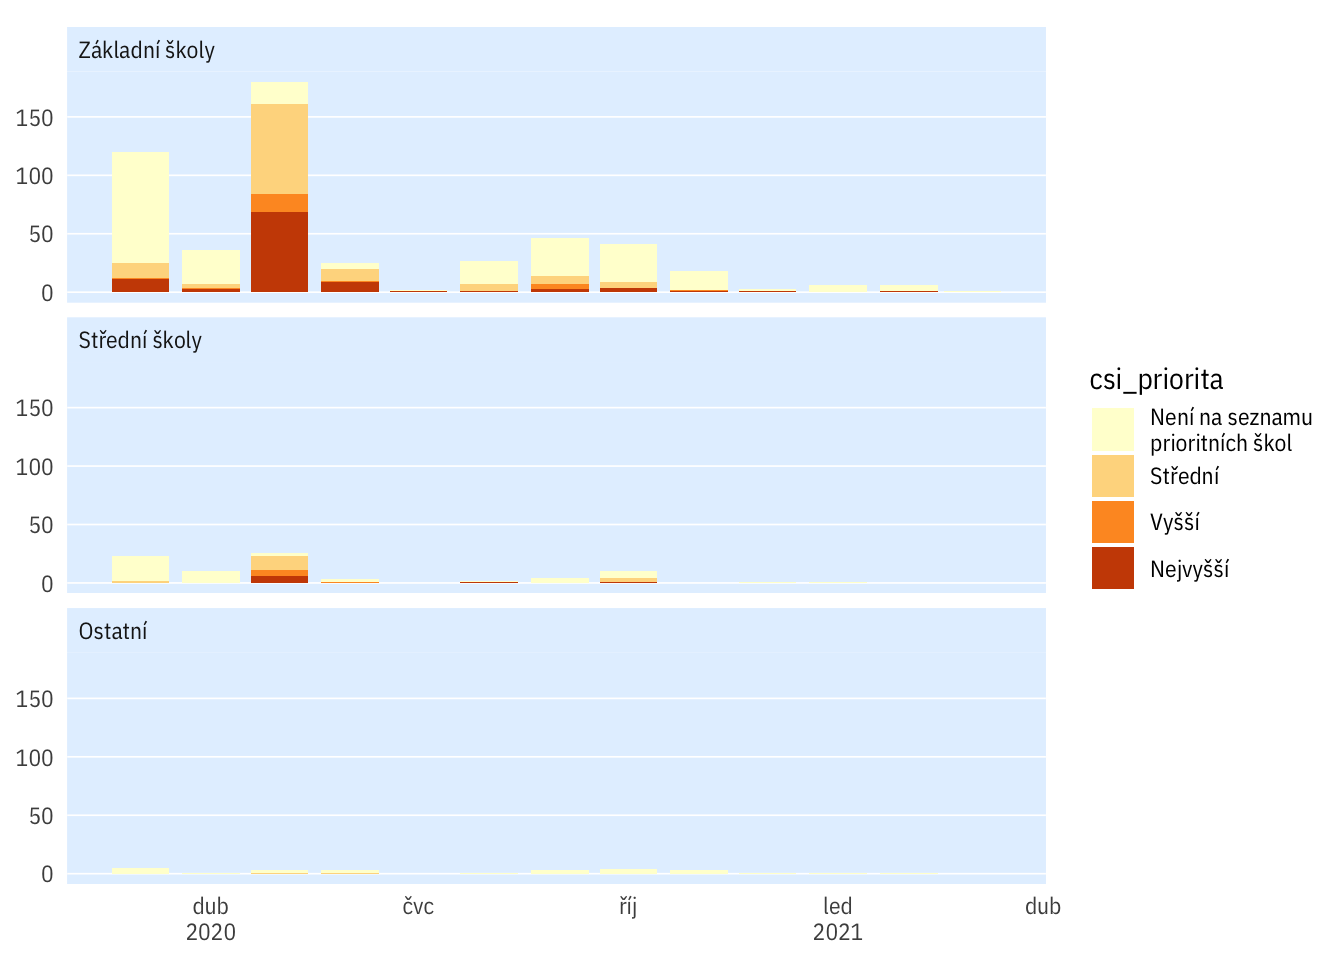 Základní školy
150
100
50
0
Střední školy
150
100
50
0
Ostatní
150
100
50
0
dub
2020
čvc
říj
led
2021
dub
csi_priorita
Není na seznamu
prioritních škol
Střední
Vyšší
Nejvyšší